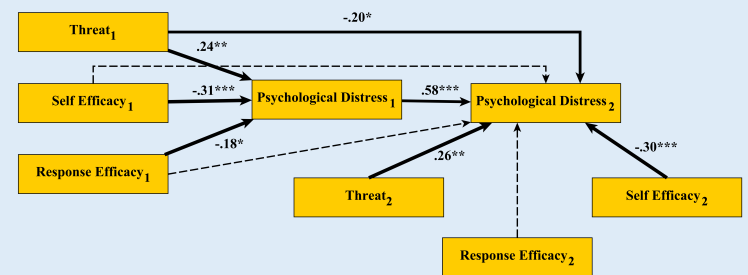 -.20*
Threat1
.24**
Self Efficacy1
-.31***
Psychological Distress1
.58***
Psychological Distress2
-.18*
Response Efficacy1
.26**
-.30***
Threat2
Self Efficacy2
Response Efficacy2